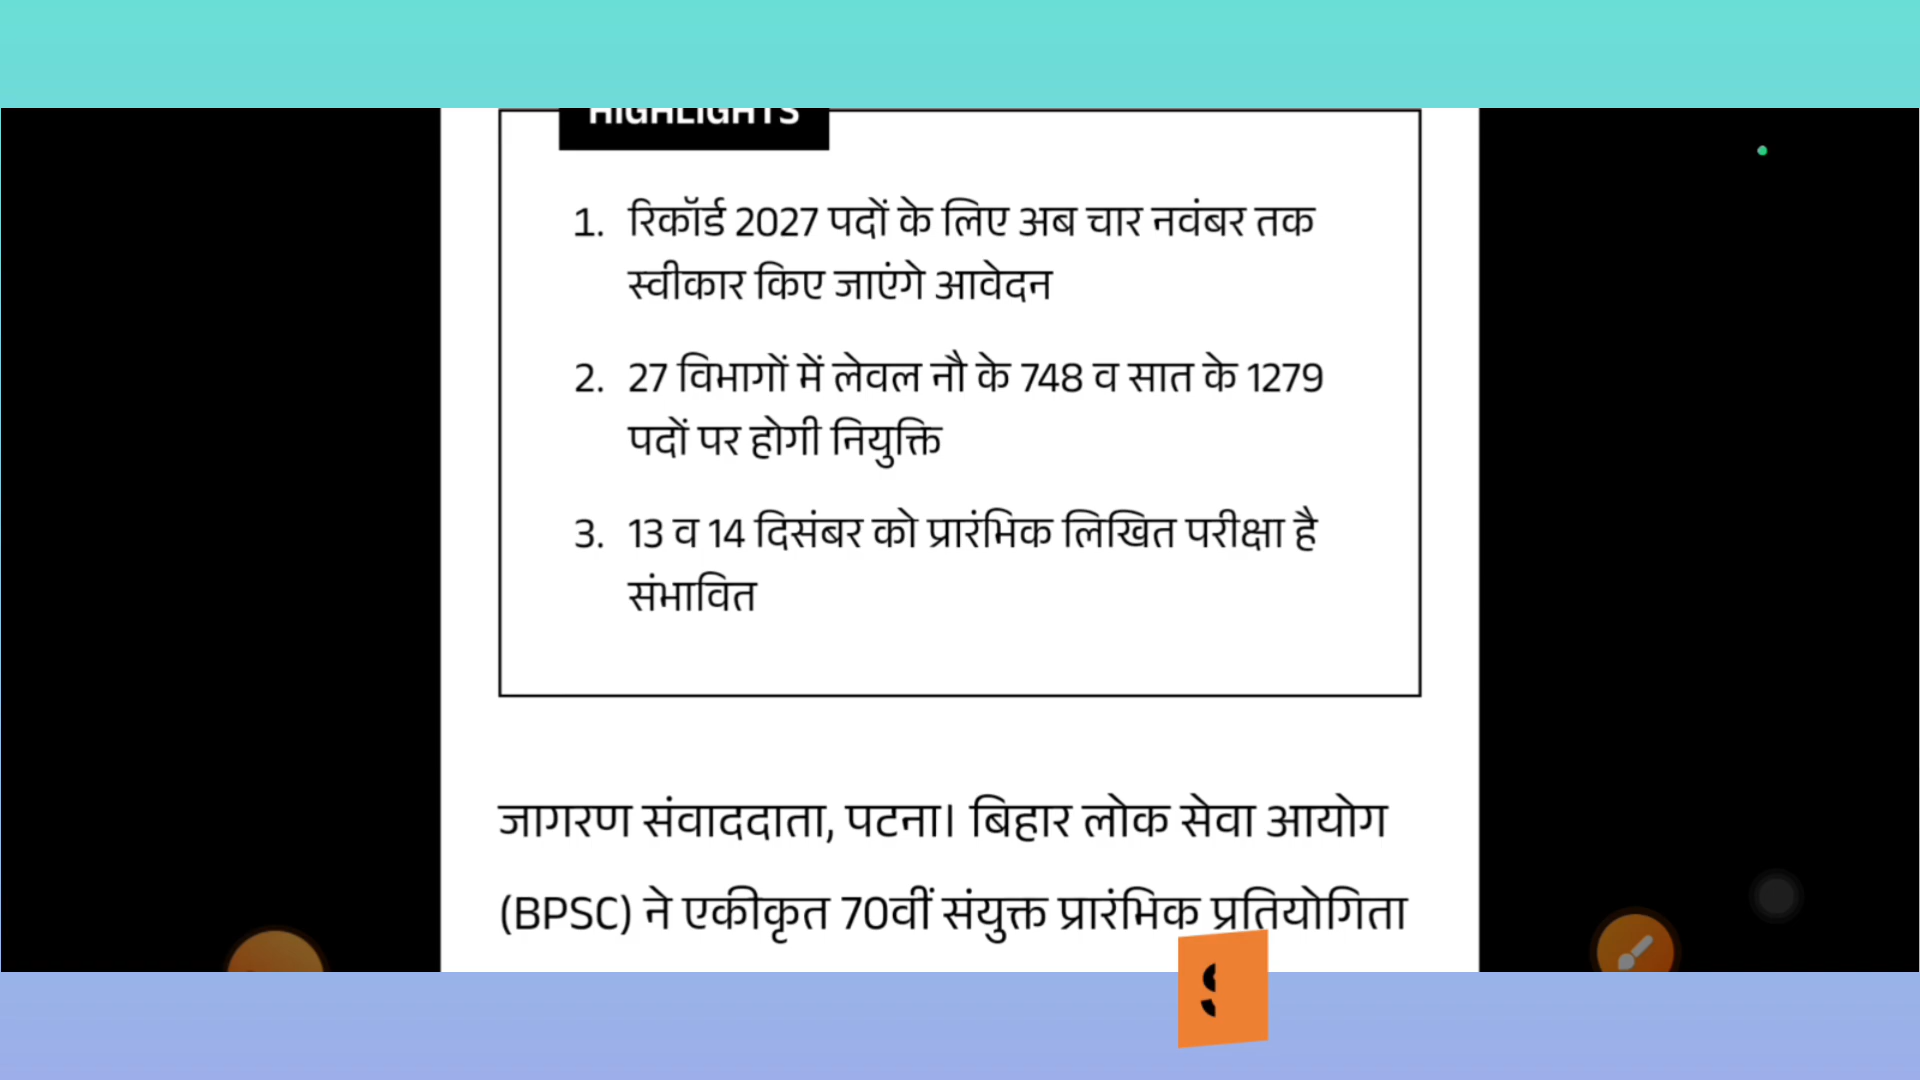 HIGHLIGHTS
1. रिकॉर्ड 2027 पदों के लिए अब चार नवंबर तक
स्वीकार किए जाएंगे आवेदन
2. 27 विभागों में लेवल नौ के 748 व सात के 1279
पदों पर होगी नियुक्ति
3. 13 व 14 दिसंबर को प्रारंभिक लिखित परीक्षा है
संभावित
जागरण संवाददाता, पटना। बिहार लोक सेवा आयोग
(BPSC) ने एकीकृत 70वीं संयुक्त प्रारंभिक प्रतियोगिता